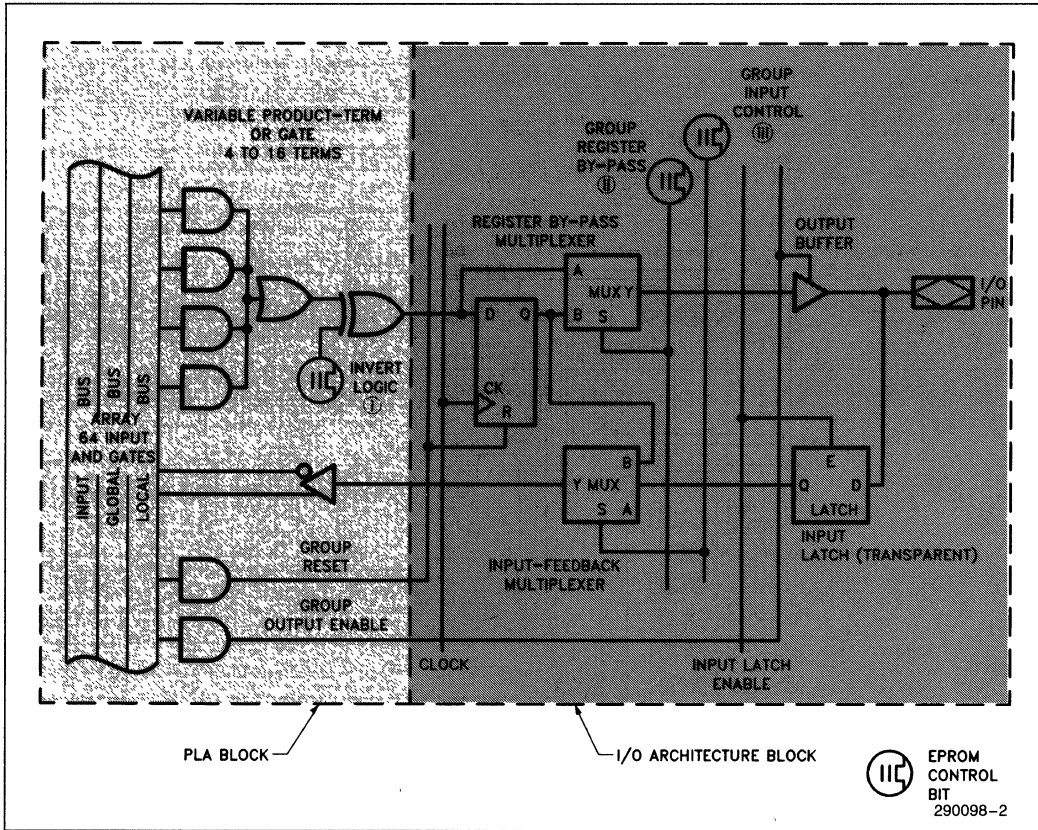 VARIABLE PRODUCT-TERM
OR GATE
4 TO 16 TERMS
GROUP
INPUT
CONTROL
III
GROUP
REGISTER
BY-PASS
II
REGISTER BY-PASS
MULTIPLEXER
OUTPUT
BUFFER
A
MUX Y
B
S
I/O
PIN
D
Q
CK
R
INVERT
LOGIC
I
INPUT BUS
GLOBAL BUS
LOCAL BUS
ARRAY
64 INPUT
AND GATES
B
Y MUX
S A
E
Q
D
LATCH
INPUT
LATCH (TRANSPARENT)
GROUP
RESET
INPUT-FEEDBACK
MULTIPLEXER
GROUP
OUTPUT ENABLE
CLOCK
INPUT LATCH
ENABLE
PLA BLOCK
I/O ARCHITECTURE BLOCK
EPROM
CONTROL
BIT
290098-2